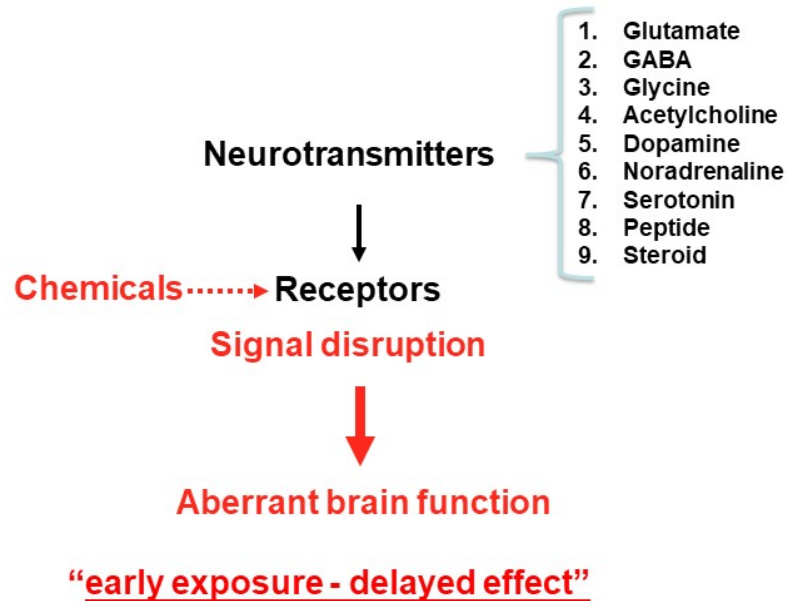 1. Glutamate
2. GABA
3. Glycine
4. Acetylcholine
5. Dopamine
6. Noradrenaline
7. Serotonin
8. Peptide
9. Steroid
Neurotransmitters
Chemicals Receptors
Signal disruption
Aberrant brain function
“early exposure - delayed effect”